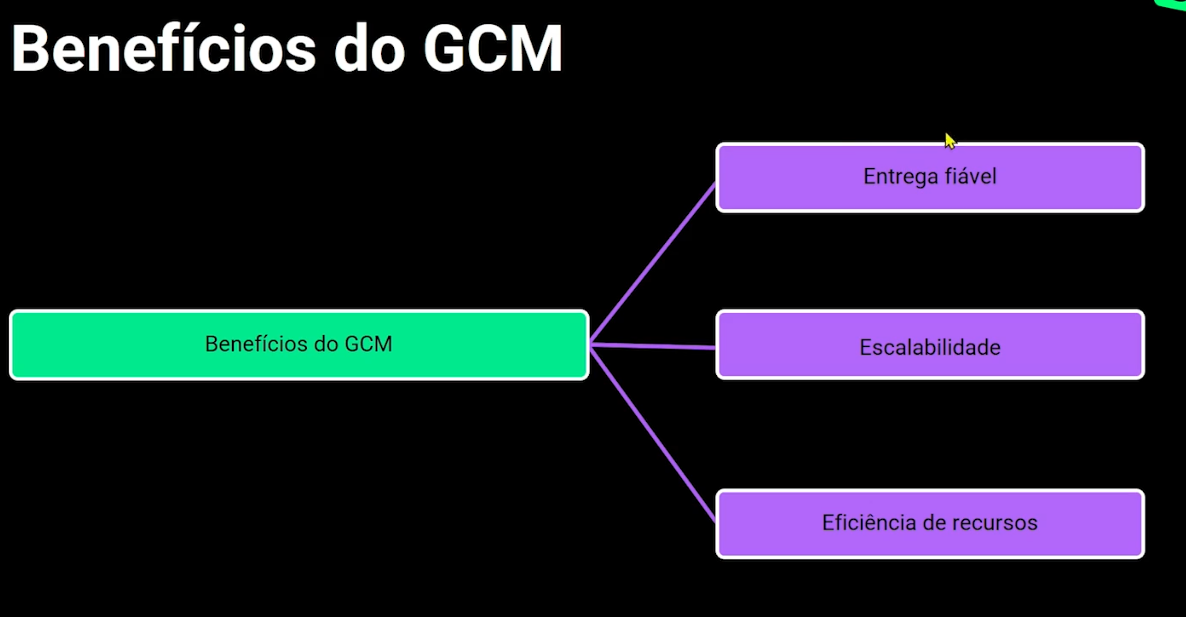 Benefícios do GCM
Entrega fiável
Benefícios do GCM
Escalabilidade
Eficiência de recursos